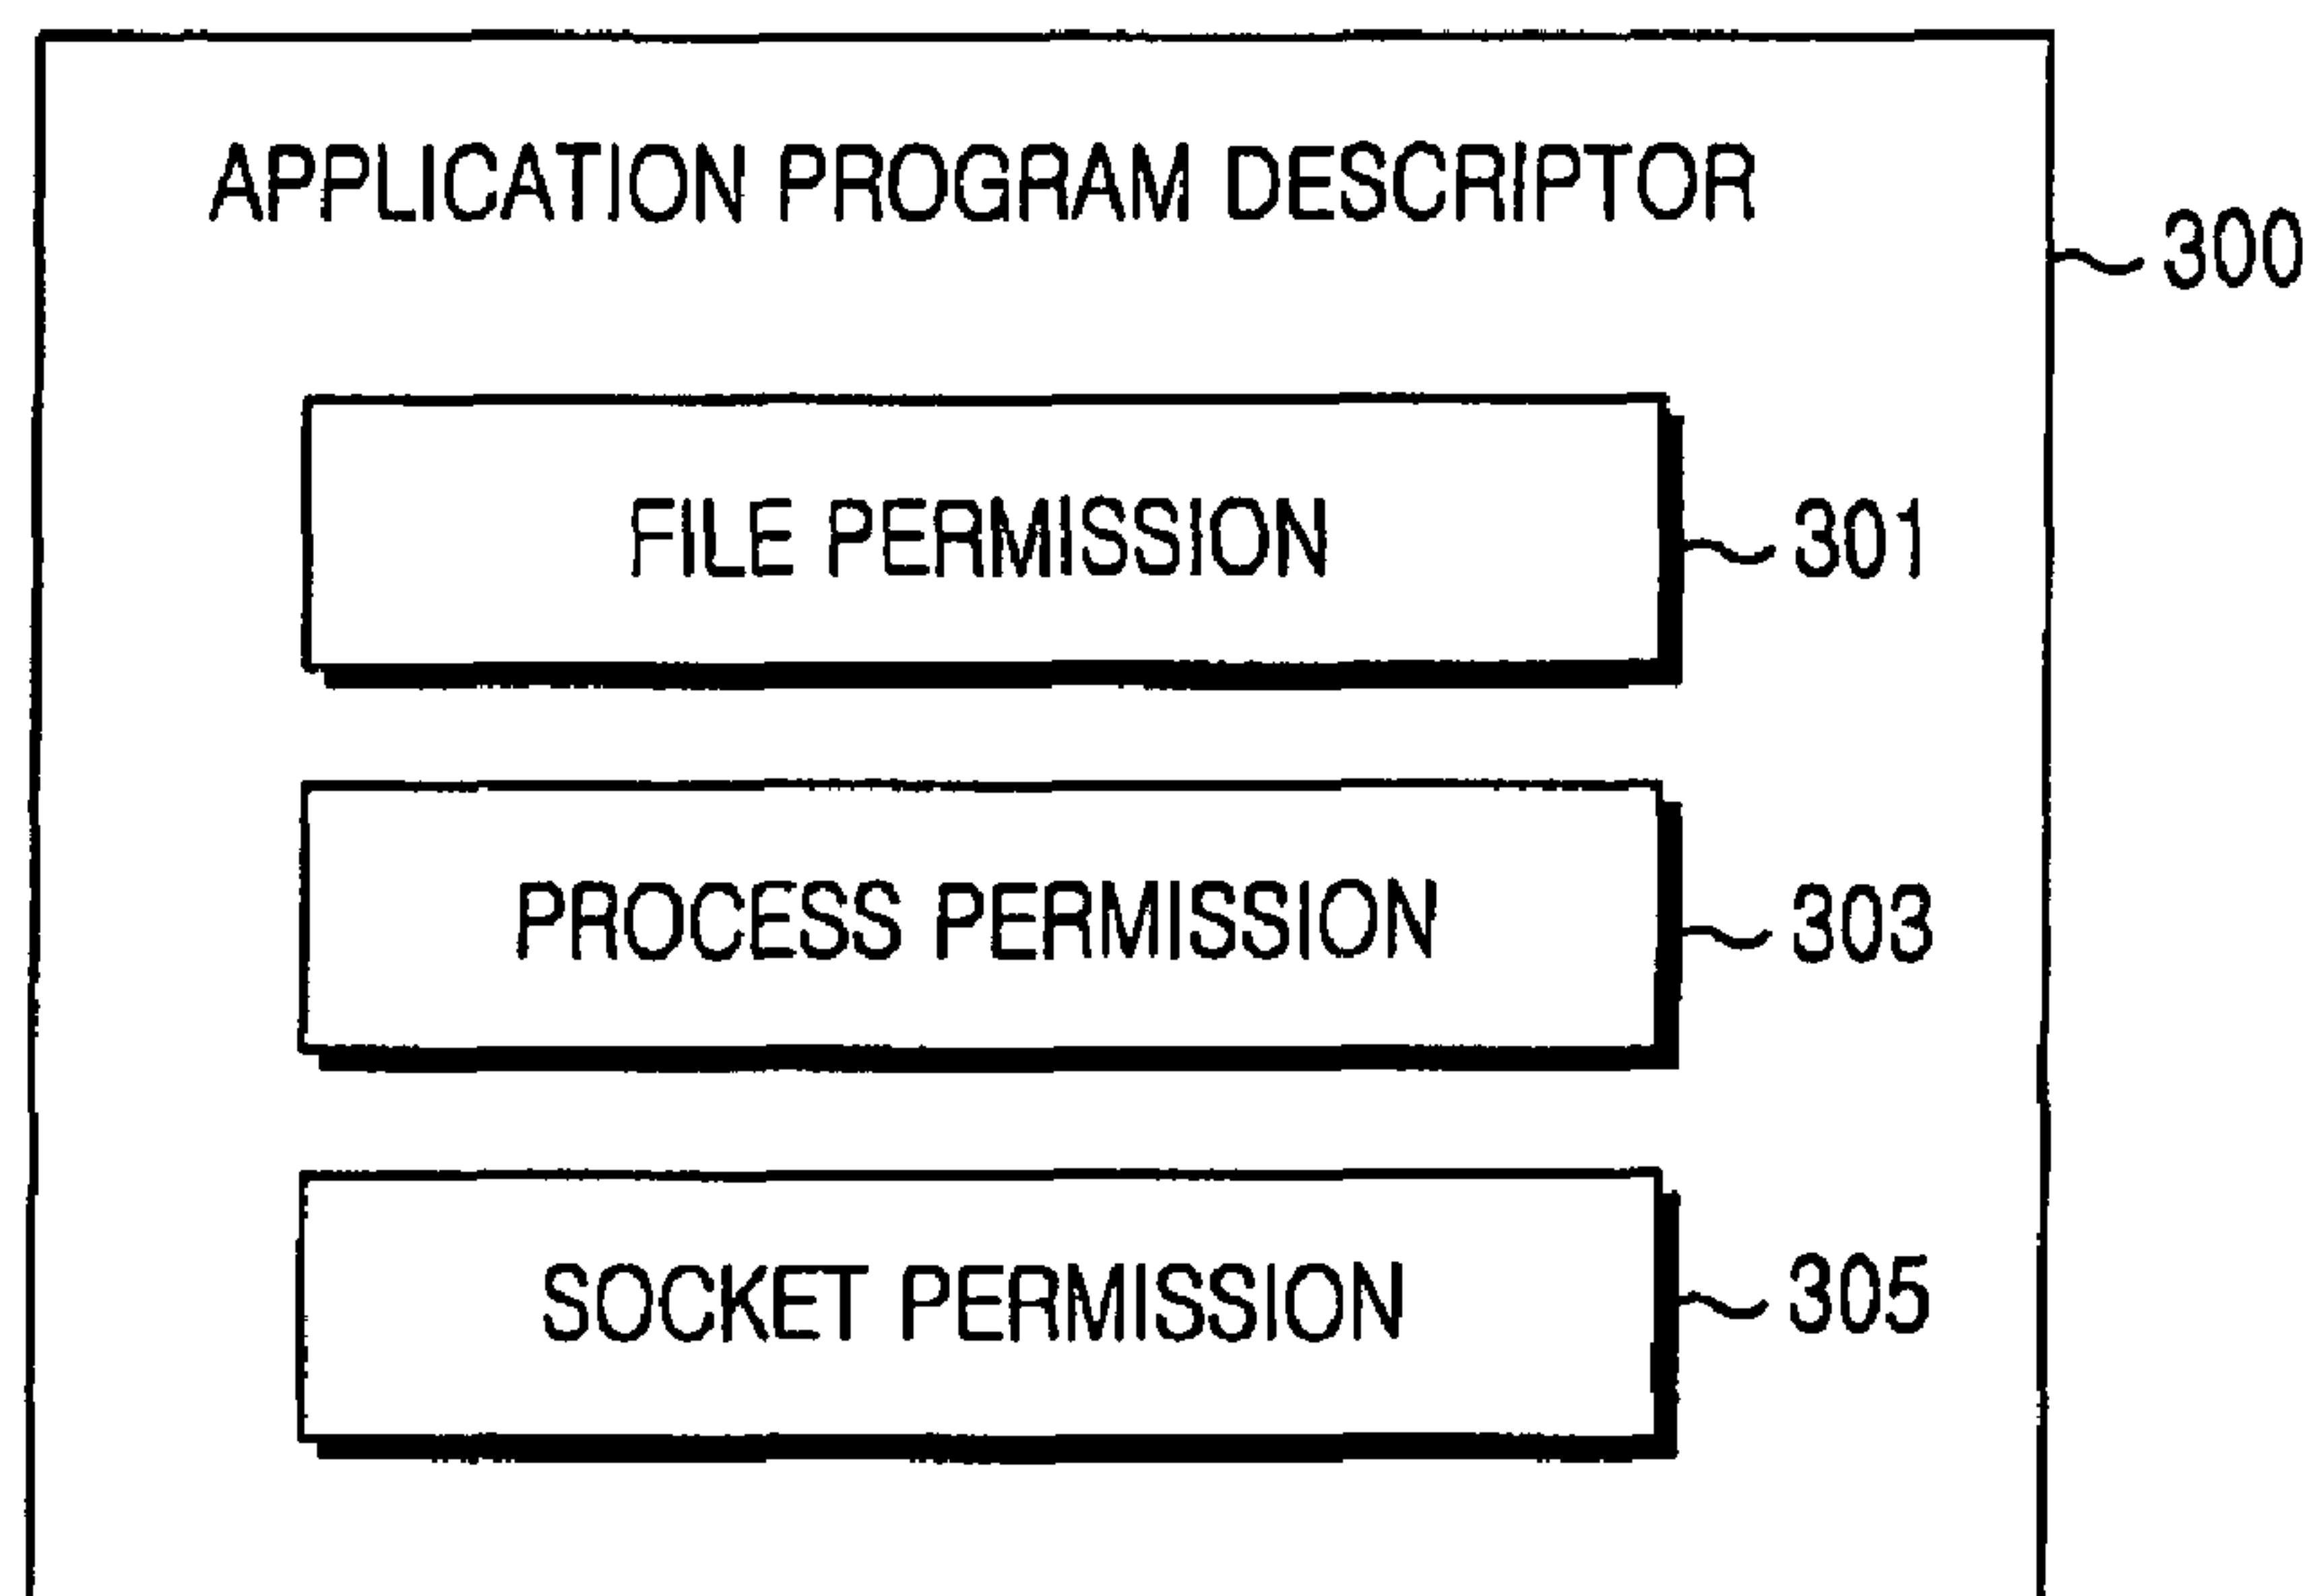 APPLICATION PROGRAM DESCRIPTOR
300
FILE PERMISSION
301
PROCESS PERMISSION
303
SOCKET PERMISSION
305